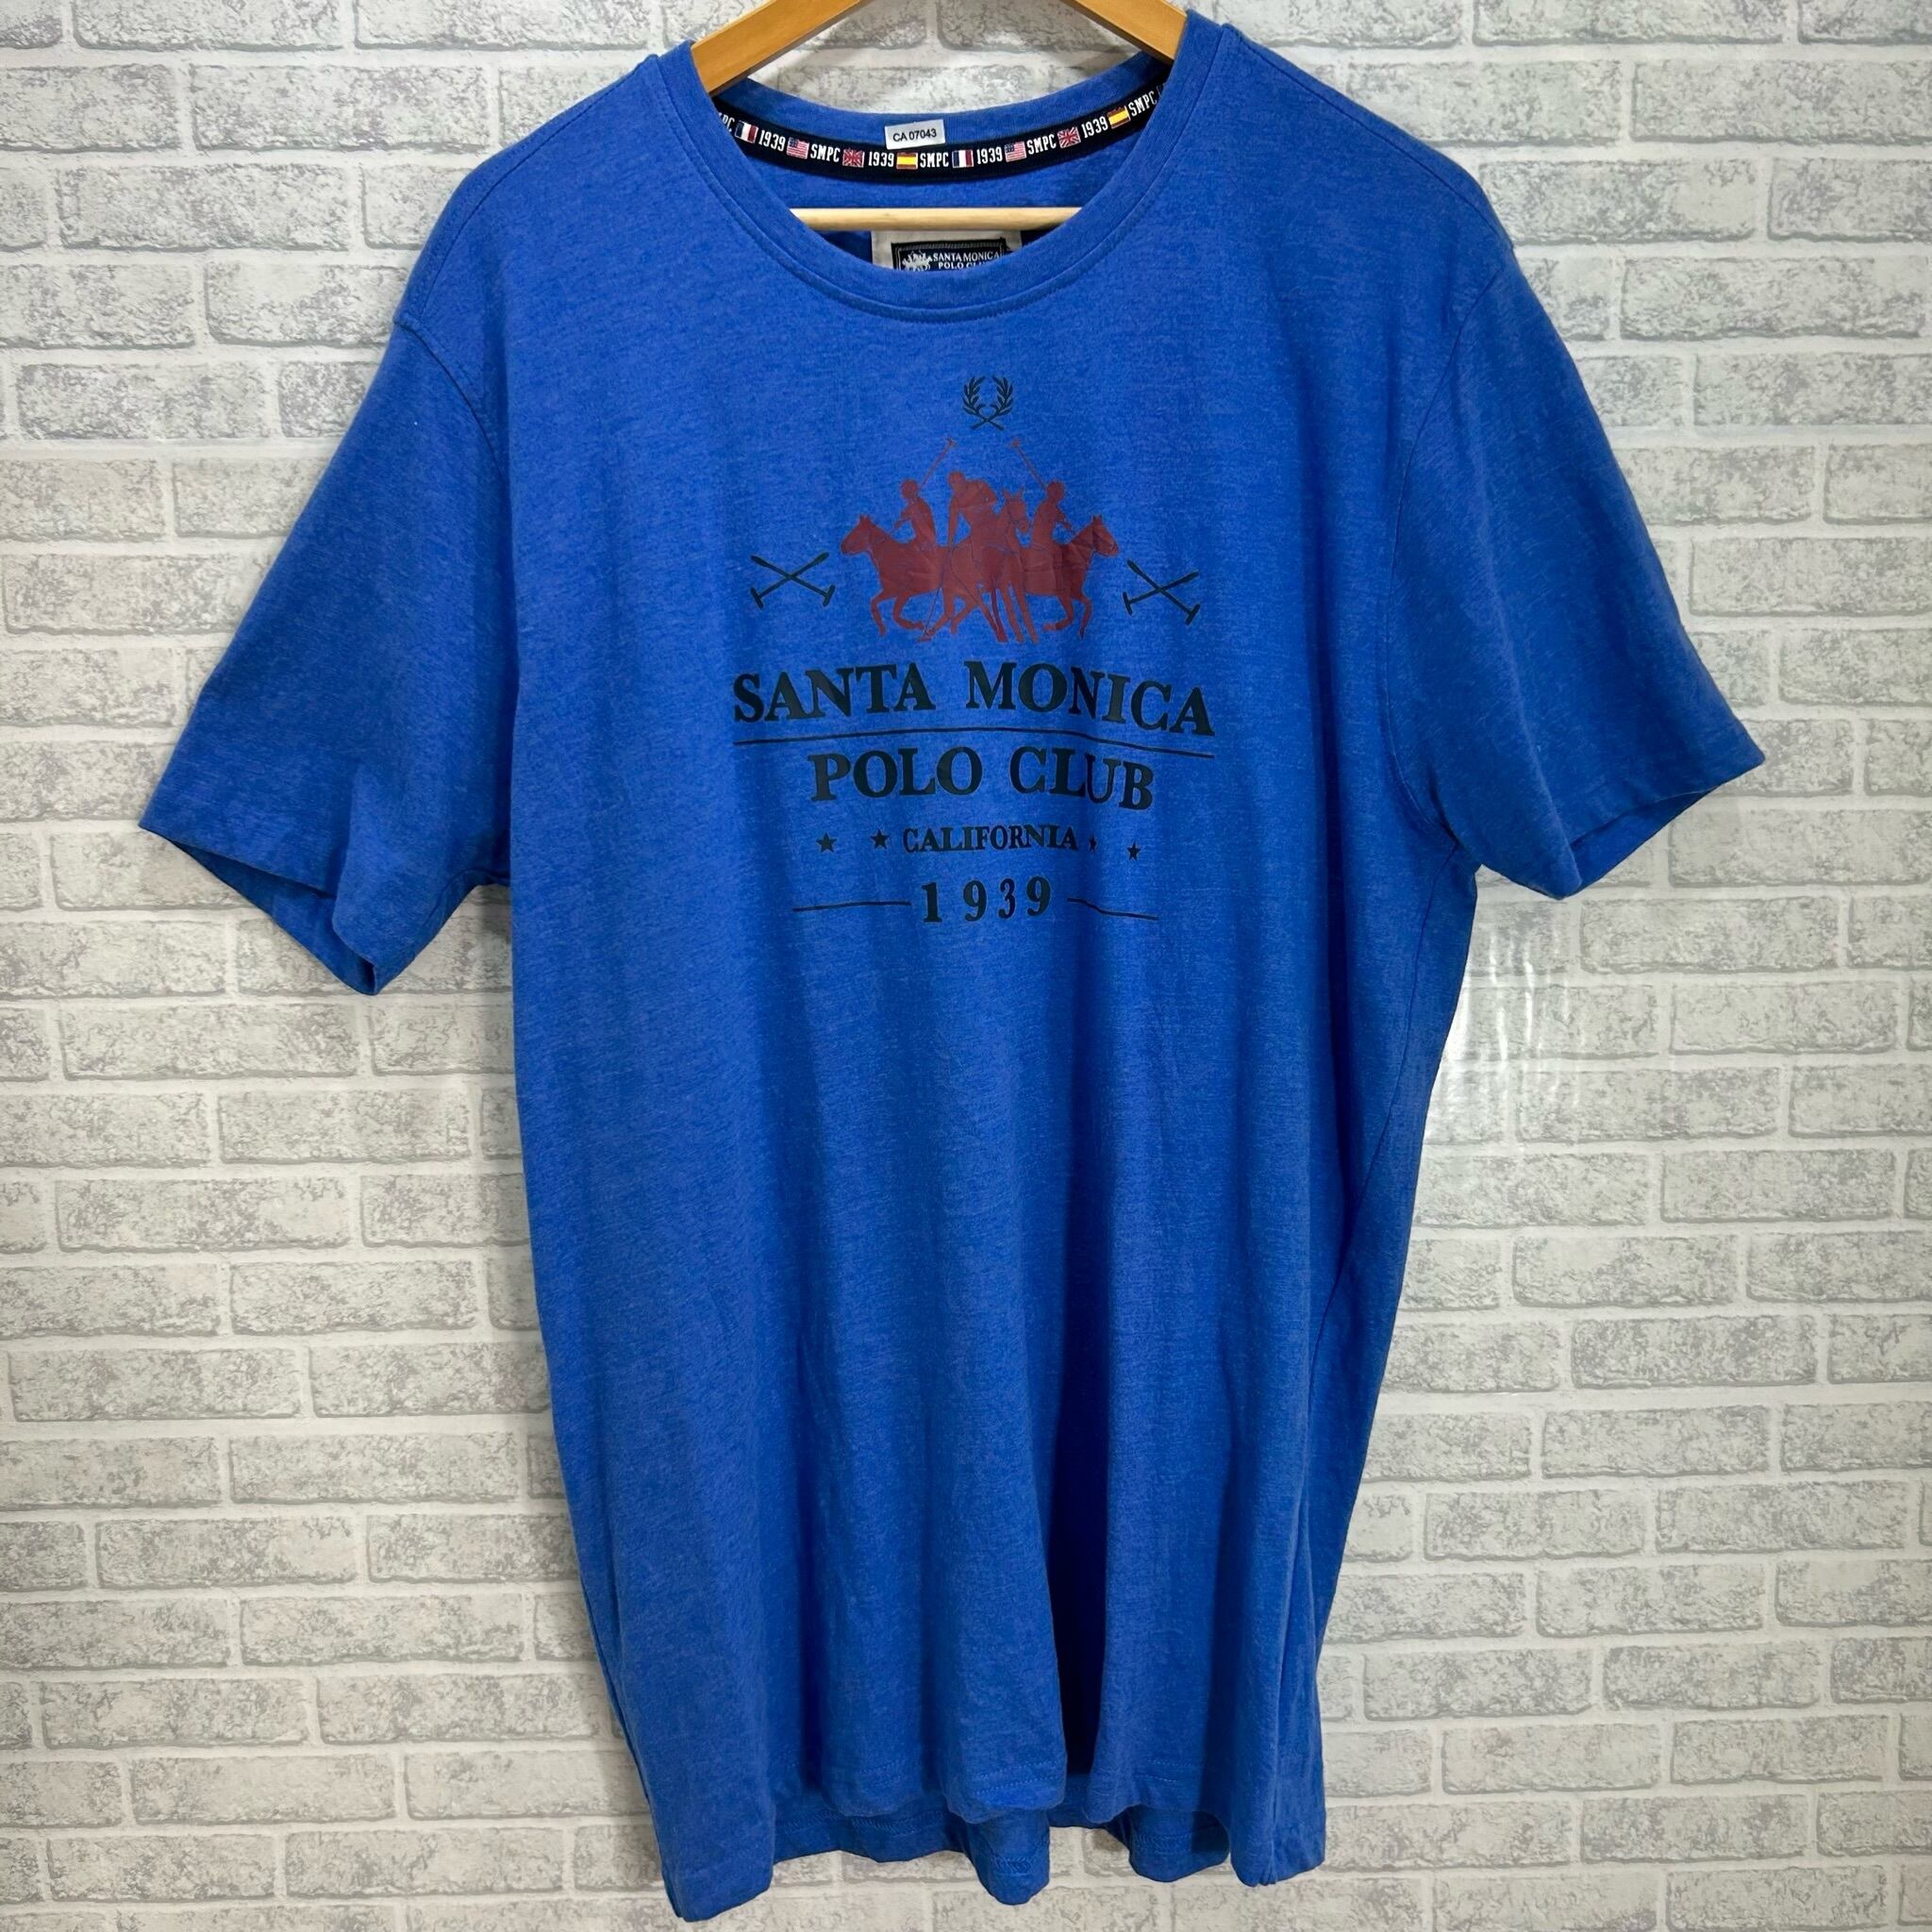 SMPC
1939 SMPC 1939 SMPC 1939 SMPC 1939 SMPC
CA 07043
SANTA MONICA
POLO CLUB
SANTA MONICA
POLO CLUB
CALIFORNIA
1939